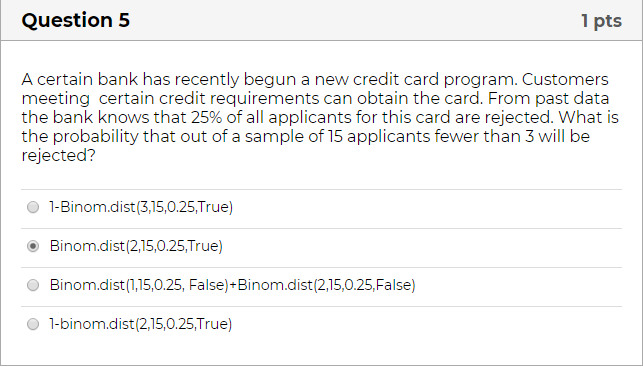 Question 5
1 pts
A certain bank has recently begun a new credit card program. Customers
meeting certain credit requirements can obtain the card. From past data
the bank knows that 25% of all applicants for this card are rejected. What is
the probability that out of a sample of 15 applicants fewer than 3 will be
rejected?
1-Binom.dist(3,15,0.25,True)
Binom.dist(2,15,0.25,True)
Binom.dist(1,15,0.25, False)+Binom.dist(2,15,0.25,False)
1-binom.dist(2,15,0.25,True)